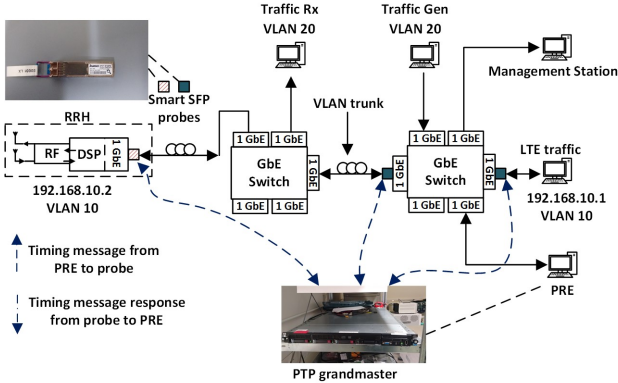 Traffic Rx
VLAN 20
Traffic Gen
VLAN 20
Management Station
Smart SFP
probes
VLAN trunk
RRH
RF
DSP
1 GbE
1 GbE
1 GbE
GbE
Switch
1 GbE
1 GbE
1 GbE
1 GbE
1 GbE
1 GbE
GbE
Switch
1 GbE
1 GbE
1 GbE
LTE traffic
192.168.10.1
VLAN 10
192.168.10.2
VLAN 10
Timing message from
PRE to probe
Timing message response
from probe to PRE
PRE
PTP grandmaster